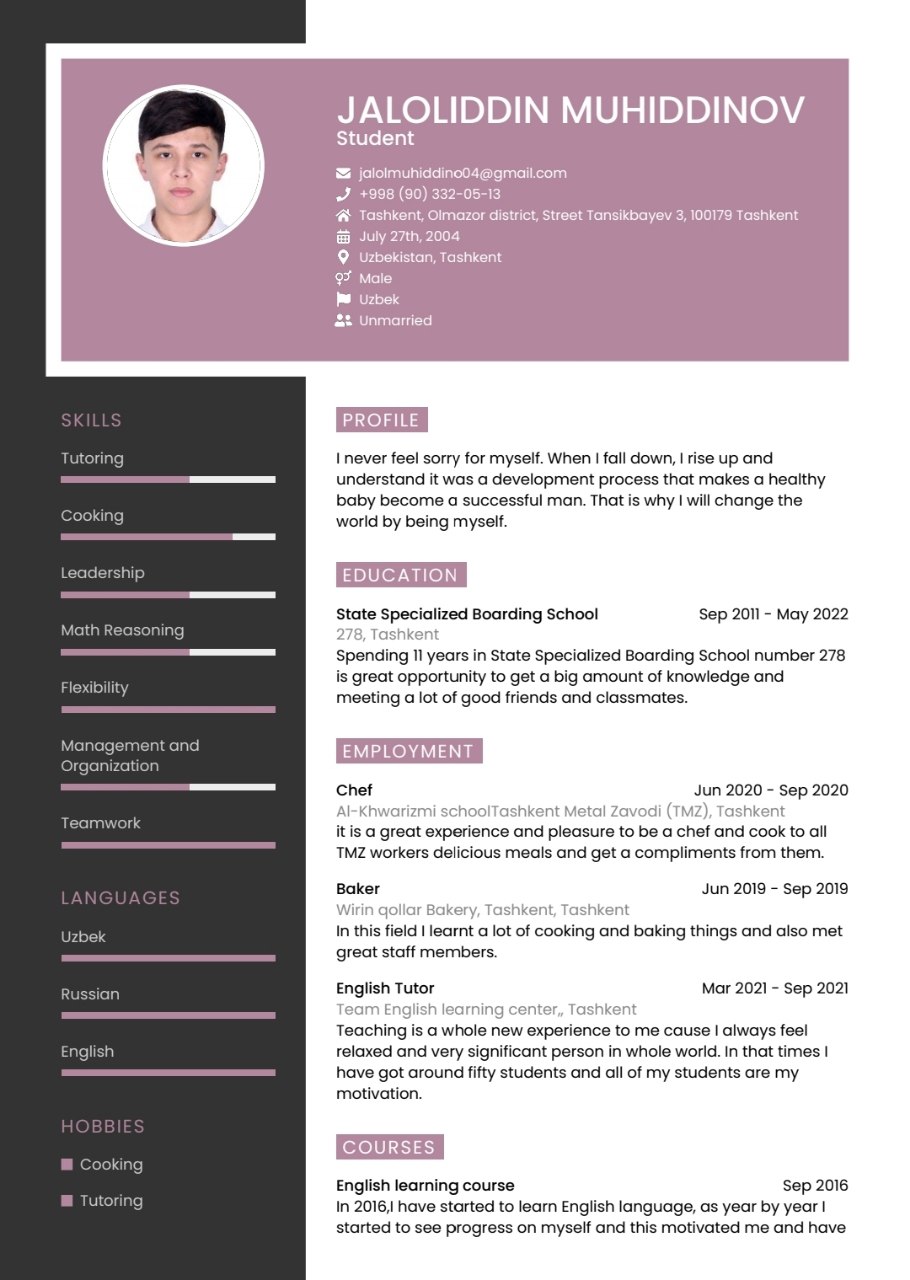 JALOLIDDIN MUHIDDINOV
Student
jalolmuhiddino04@gmail.com
+998 (90) 332-05-13
Tashkent, Olmazor district, Street Tansikbayev 3, 100179 Tashkent
July 27th, 2004
Uzbekistan, Tashkent
Male
Uzbek
Unmarried
SKILLS
Tutoring
Cooking
Leadership
Math Reasoning
Flexibility
Management and
Organization
Teamwork
LANGUAGES
Uzbek
Russian
English
HOBBIES
Cooking
Tutoring
PROFILE
I never feel sorry for myself. When I fall down, I rise up and
understand it was a development process that makes a healthy
baby become a successful man. That is why I will change the
world by being myself.
EDUCATION
State Specialized Boarding School Sep 2011 - May 2022
278, Tashkent
Spending 11 years in State Specialized Boarding School number 278
is great opportunity to get a big amount of knowledge and
meeting a lot of good friends and classmates.
EMPLOYMENT
Chef Jun 2020 - Sep 2020
Al-Khwarizmi schoolTashkent Metal Zavodi (TMZ), Tashkent
it is a great experience and pleasure to be a chef and cook to all
TMZ workers delicious meals and get a compliments from them.
Baker Jun 2019 - Sep 2019
Wirin qollar Bakery, Tashkent, Tashkent
In this field I learnt a lot of cooking and baking things and also met
great staff members.
English Tutor Mar 2021 - Sep 2021
Team English learning center,, Tashkent
Teaching is a whole new experience to me cause I always feel
relaxed and very significant person in whole world. In that times I
have got around fifty students and all of my students are my
motivation.
COURSES
English learning course Sep 2016
In 2016,I have started to learn English language, as year by year I
started to see progress on myself and this motivated me and have